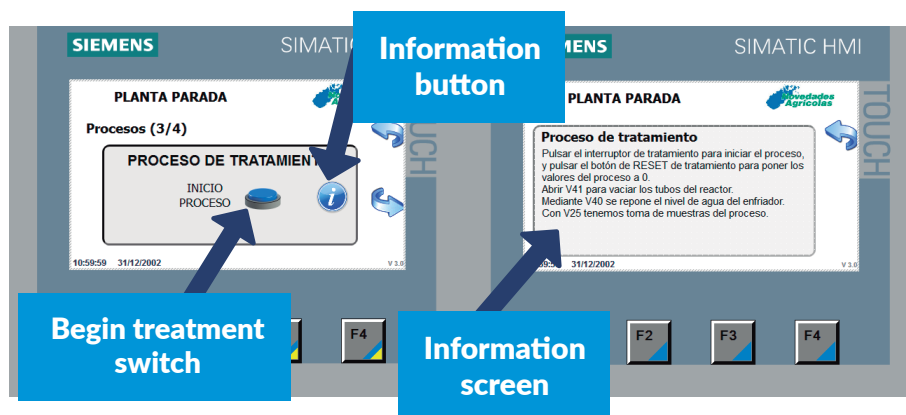 SIEMENS
SIMATI
Information
button
PLANTA PARADA
Procesos (3/4)
PROCESO DE TRATAMIEN
INICIO
PROCESO
10:59:59 31/12/2002
V 3.0
F4
Begin treatment
switch
MENS
SIMATIC HMI
TOUCH
PLANTA PARADA
Novedades
Agrícolas
Proceso de tratamiento
Pulsar el interruptor de tratamiento para iniciar el proceso,
y pulsar el botón de RESET de tratamiento para poner los
valores del proceso a 0.
Abrir V41 para vaciar los tubos del reactor.
Mediante V40 se repone el nivel de agua del enfriador.
Con V25 tenemos toma de muestras del proceso.
31/12/2002
V 3.0
F2
F3
F4
Information
screen